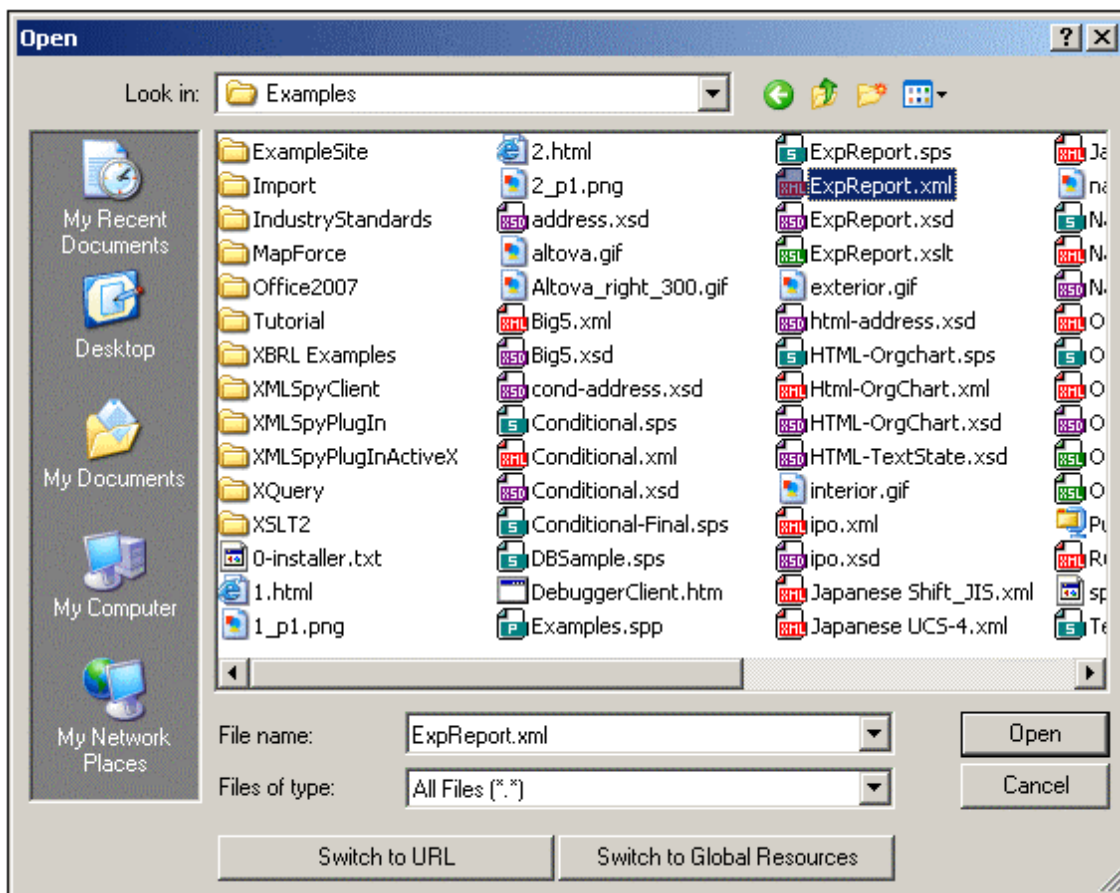 Open
Look in:
Examples
My Recent
Documents
Desktop
My Documents
My Computer
My Network
Places
ExampleSite
Import
IndustryStandards
MapForce
Office2007
Tutorial
XBRL Examples
XMLSpyClient
XMLSpyPlugIn
XMLSpyPlugInActiveX
XQuery
XSLT2
0-installer.txt
1.html
1_p1.png
2.html
2_p1.png
address.xsd
altova.gif
Altova_right_300.gif
Big5.xml
Big5.xsd
cond-address.xsd
Conditional.sps
Conditional.xml
Conditional.xsd
Conditional-Final.sps
DBSample.sps
DebuggerClient.htm
Examples.spp
ExpReport.sps
ExpReport.xml
ExpReport.xsd
ExpReport.xslt
exterior.gif
html-address.xsd
HTML-Orgchart.sps
Html-OrgChart.xml
HTML-OrgChart.xsd
HTML-TextState.xsd
interior.gif
ipo.xml
ipo.xsd
Japanese Shift_JIS.xml
Japanese UCS-4.xml
File name:
ExpReport.xml
Open
Files of type:
All Files (*.*)
Cancel
Switch to URL
Switch to Global Resources